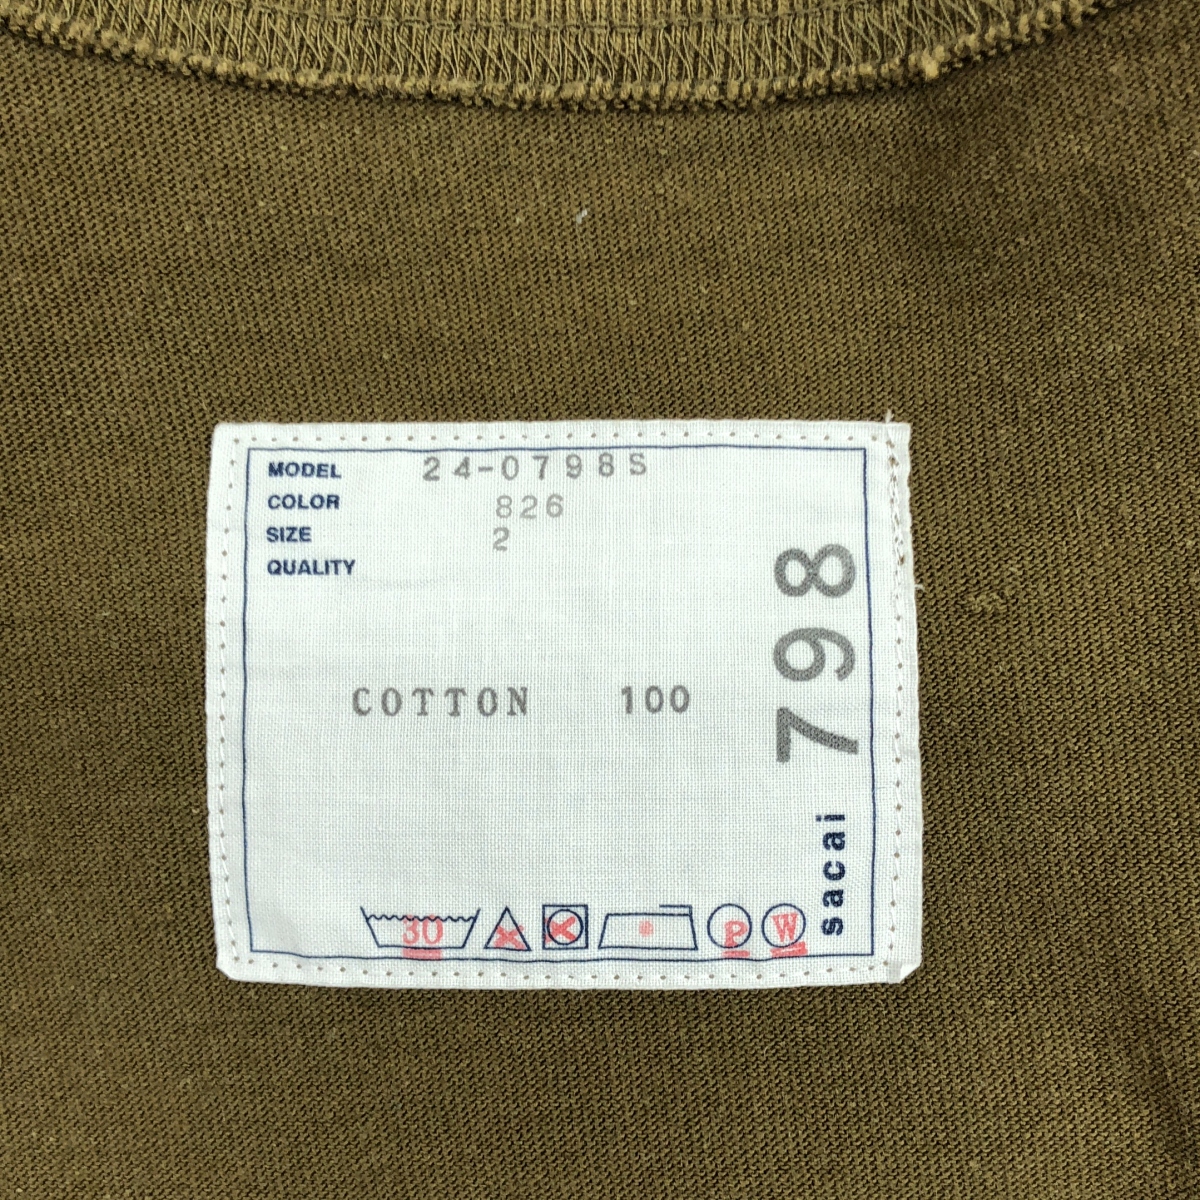 MODEL 24-0798S
COLOR 826
SIZE 2
QUALITY
COTTON 100
798
sacai
30 P W